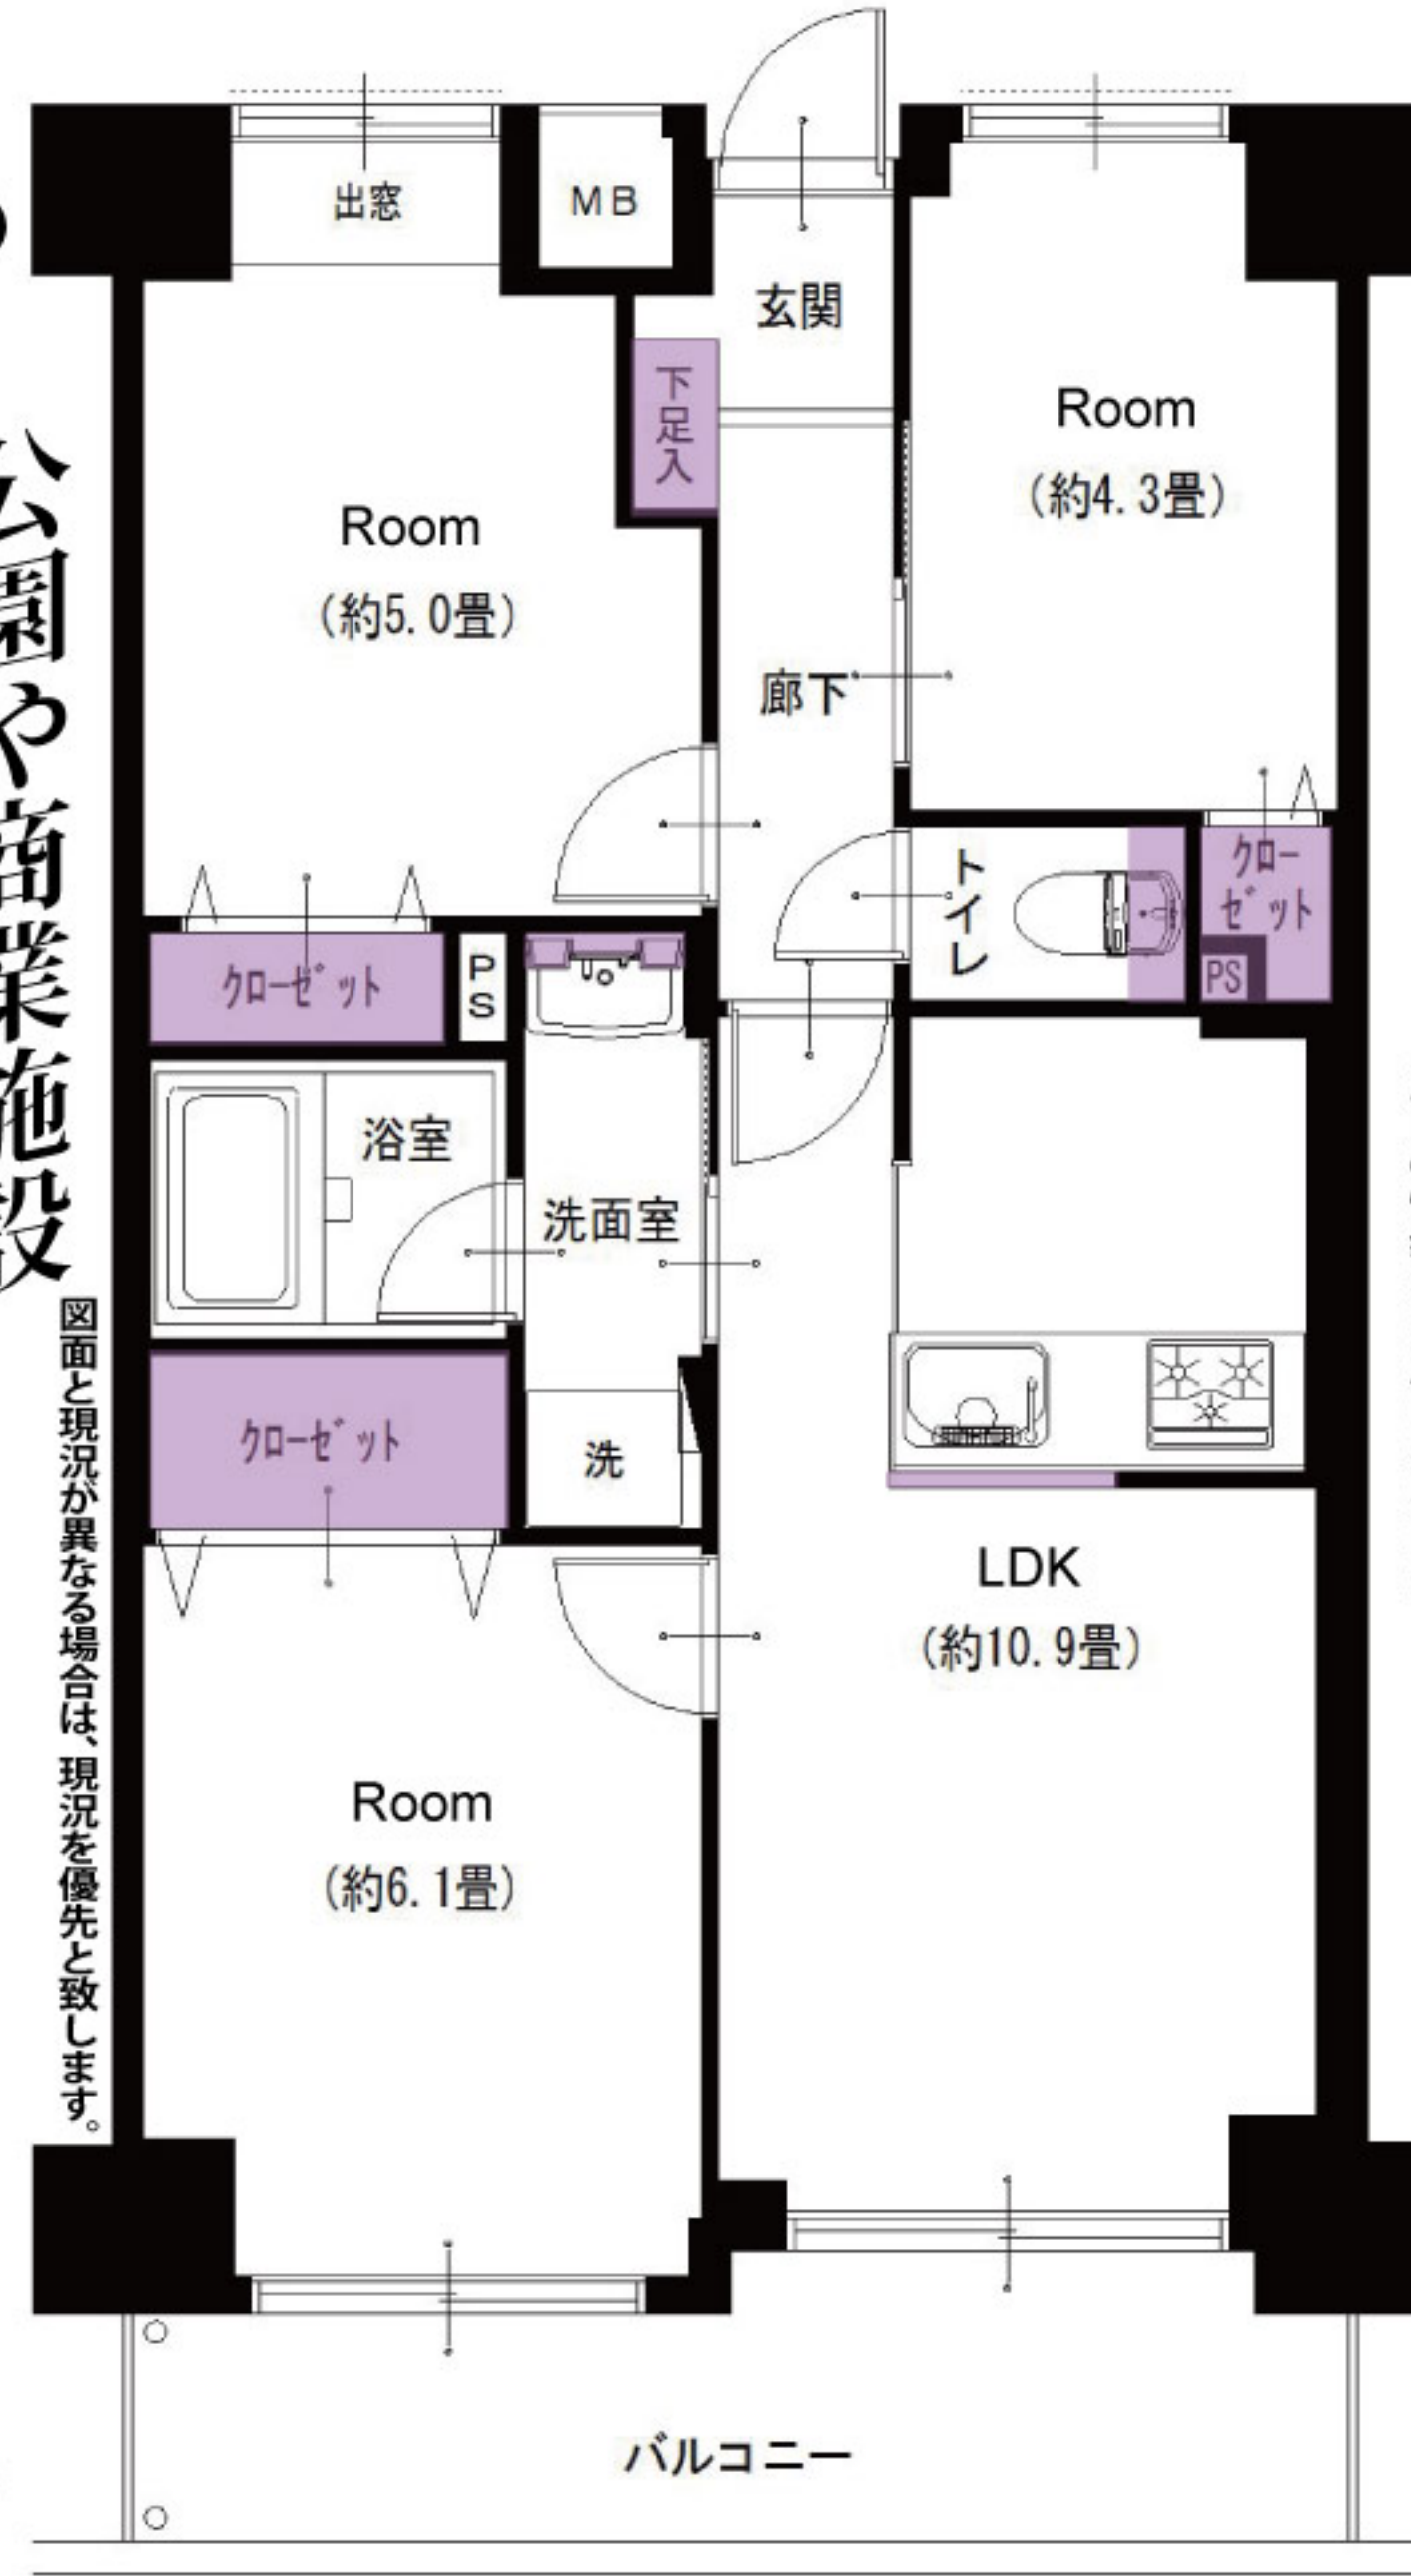 出窓
MB
玄関
下足入
Room
(約4.3畳)
Room
(約5.0畳)
廊下
トイレ
クロー
ゼット
PS
クローゼット
PS
浴室
洗面室
クローゼット
洗
LDK
(約10.9畳)
Room
(約6.1畳)
バルコニー
公園や商業施設
図面と現況が異なる場合は、現況を優先と致します。